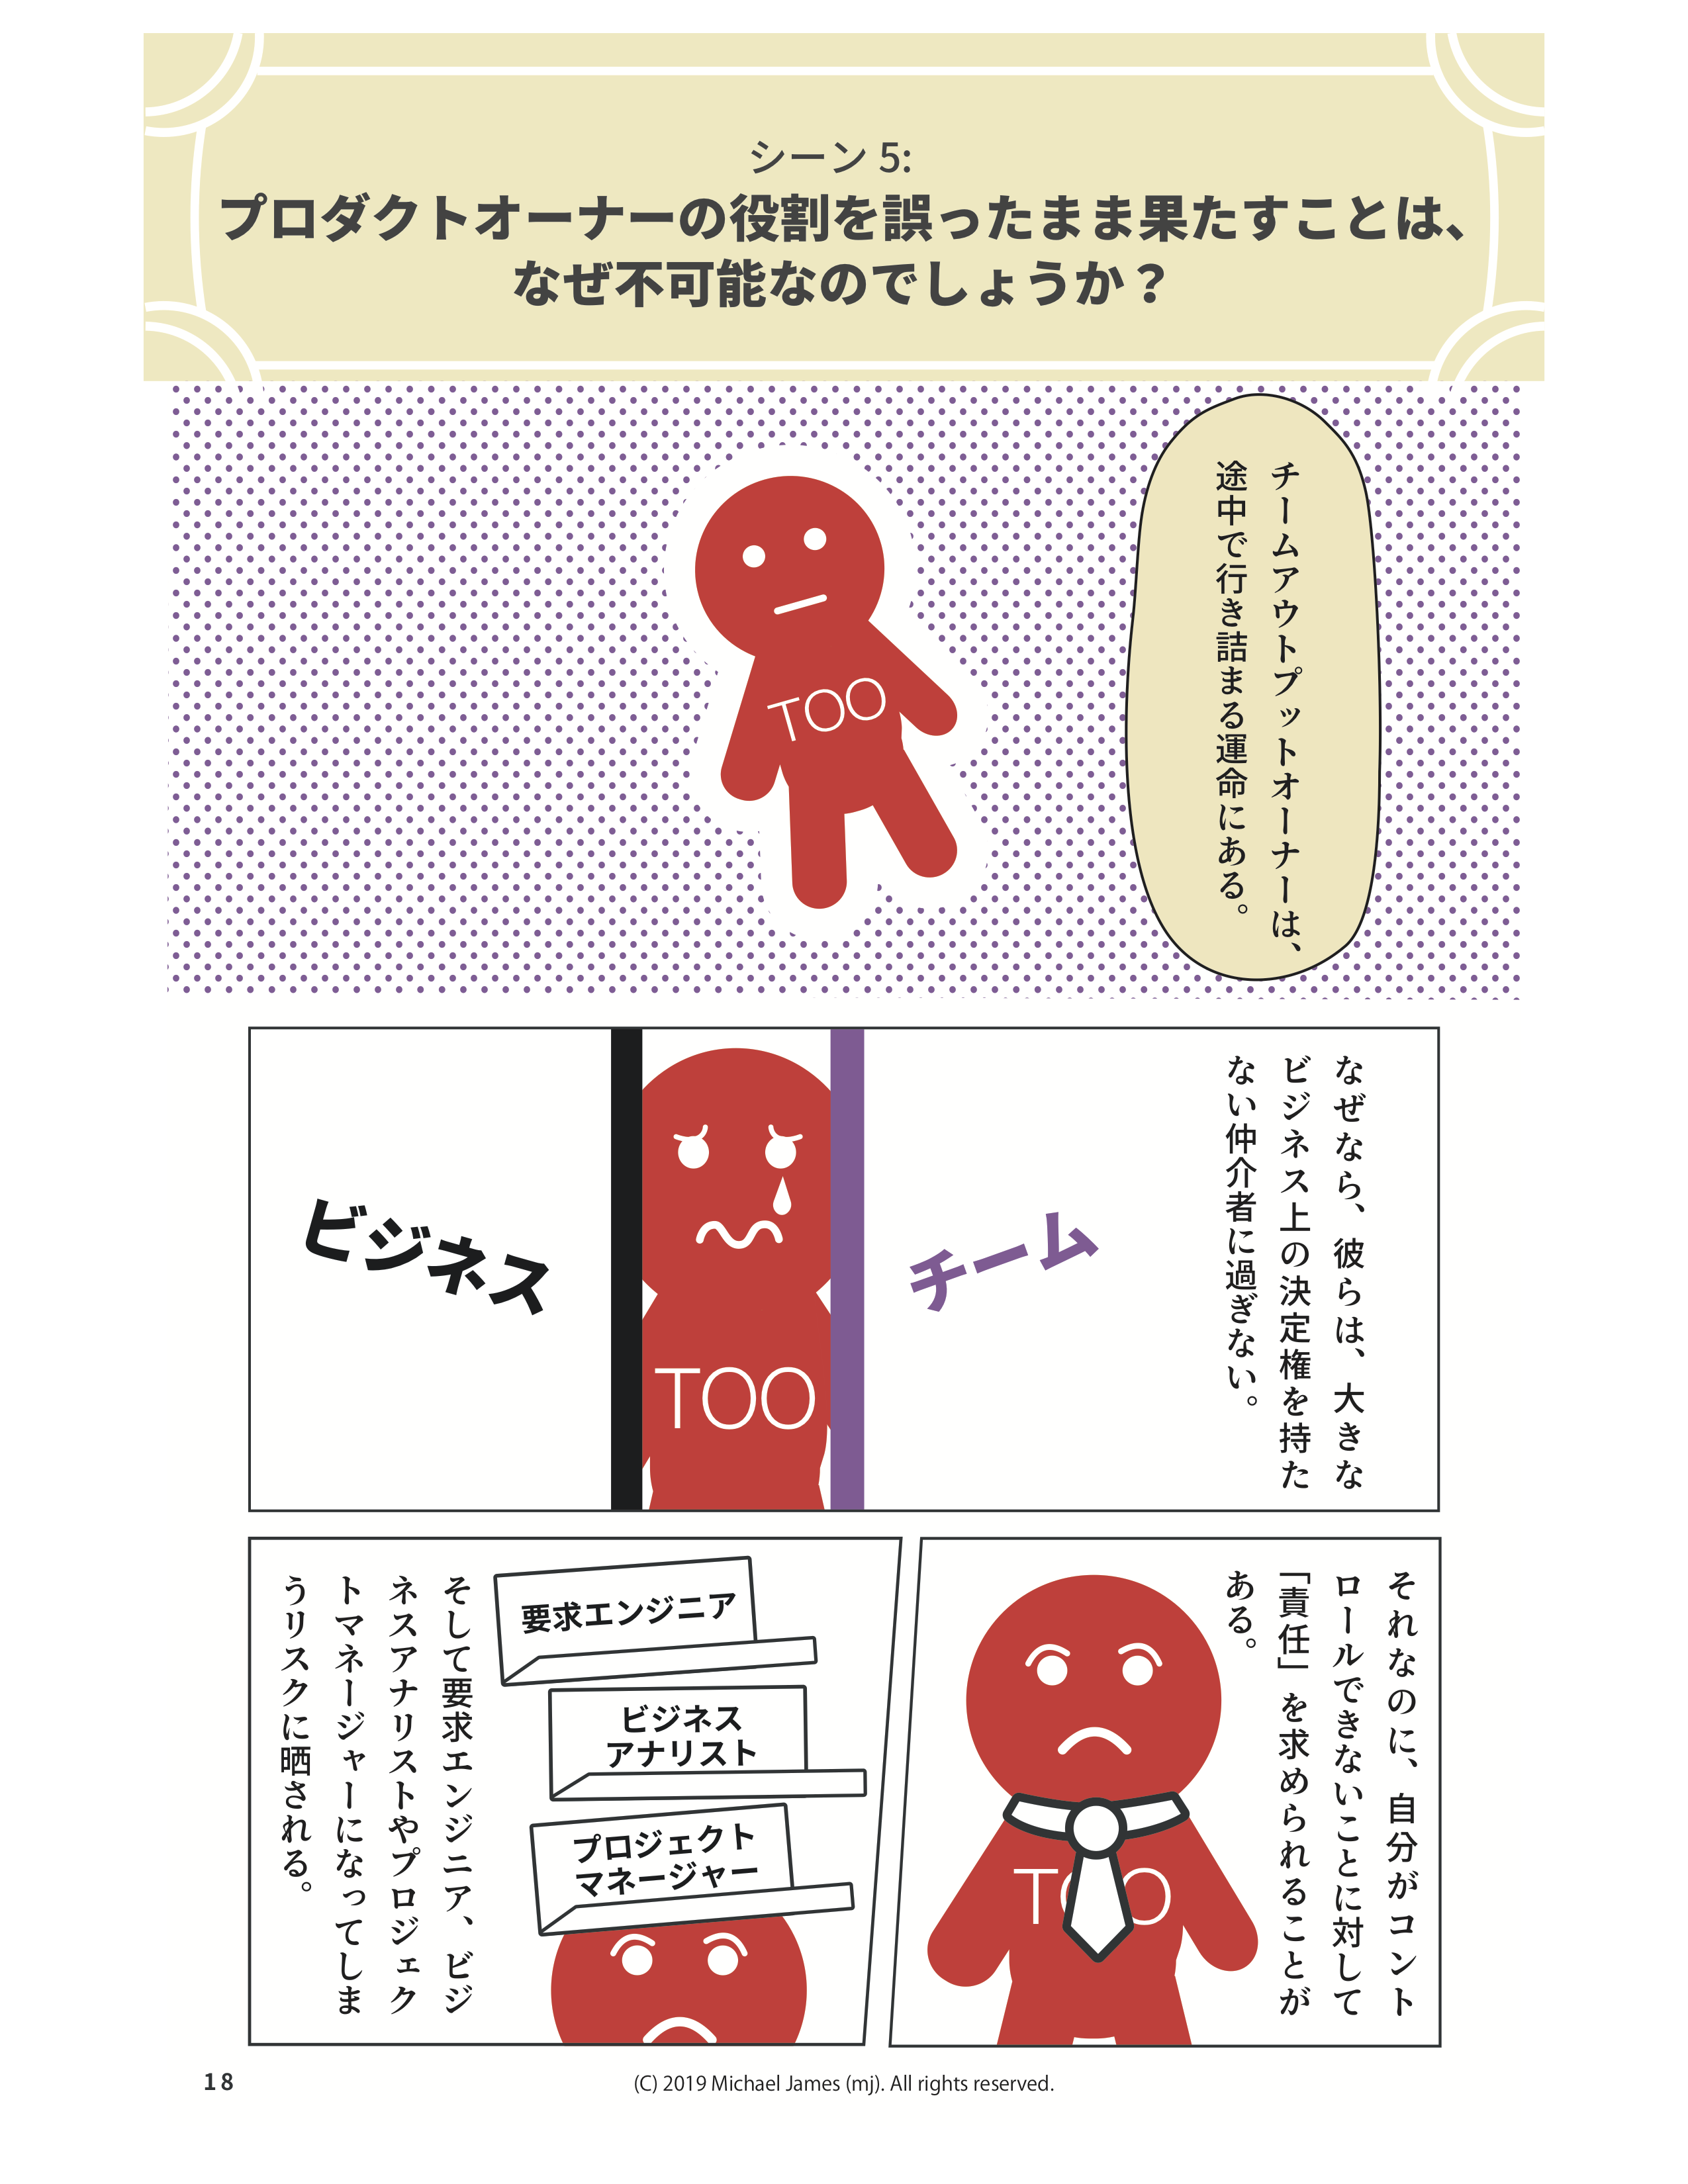 シーン 5:
プロダクトオーナーの役割を誤ったまま果たすことは、
なぜ不可能なのでしょうか？
チームアウトプットオーナーは、
途中で行き詰まる運命にある。
TOO
なぜなら、彼らは、大きな
ビジネス上の決定権を持た
ない仲介者に過ぎない。
チーム
TOO
ビジネス
それなのに、自分がコント
ロールできないことに対して
「責任」を求められることが
ある。
TOO
要求エンジニア
ビジネス
アナリスト
プロジェクト
マネージャー
そして要求エンジニア、ビジ
ネスアナリストやプロジェク
トマネージャーになってしま
うリスクに晒される。
18
(C) 2019 Michael James (mj). All rights reserved.